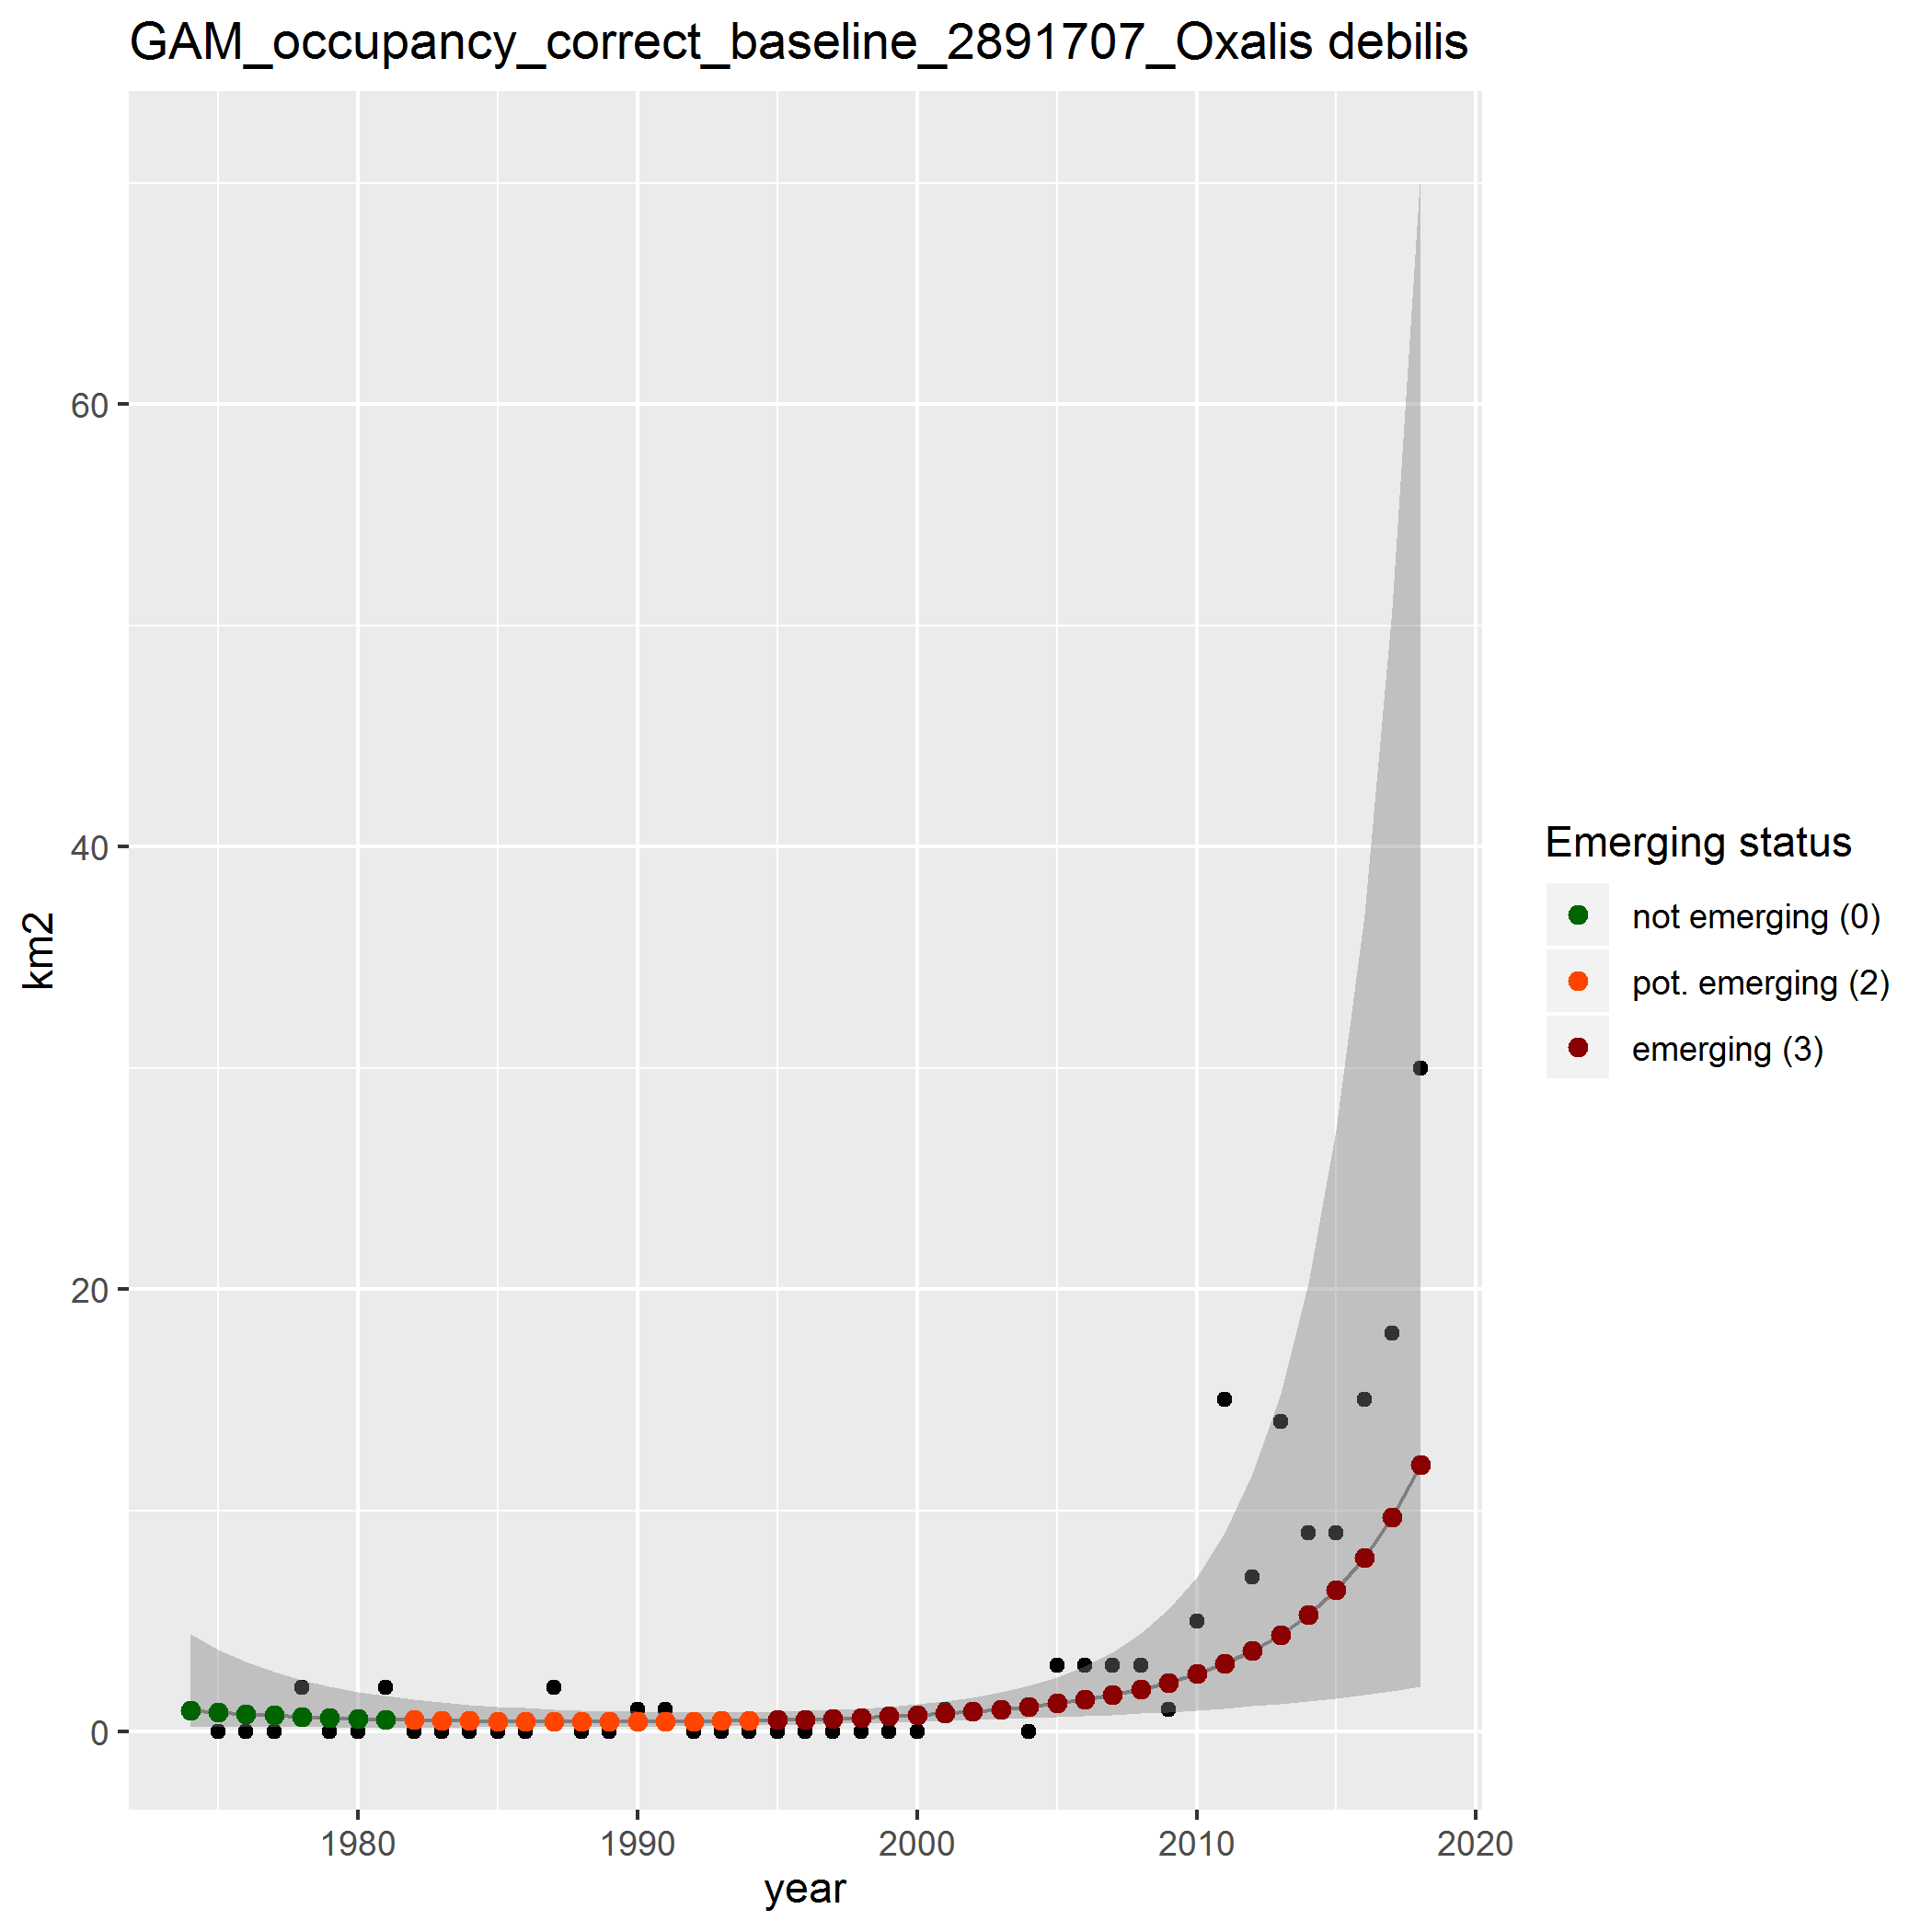 GAM_occupancy_correct_baseline_2891707_Oxalis debilis
60
40
20
0
km2
1980 1990 2000 2010 2020
year
Emerging status
not emerging (0)
pot. emerging (2)
emerging (3)